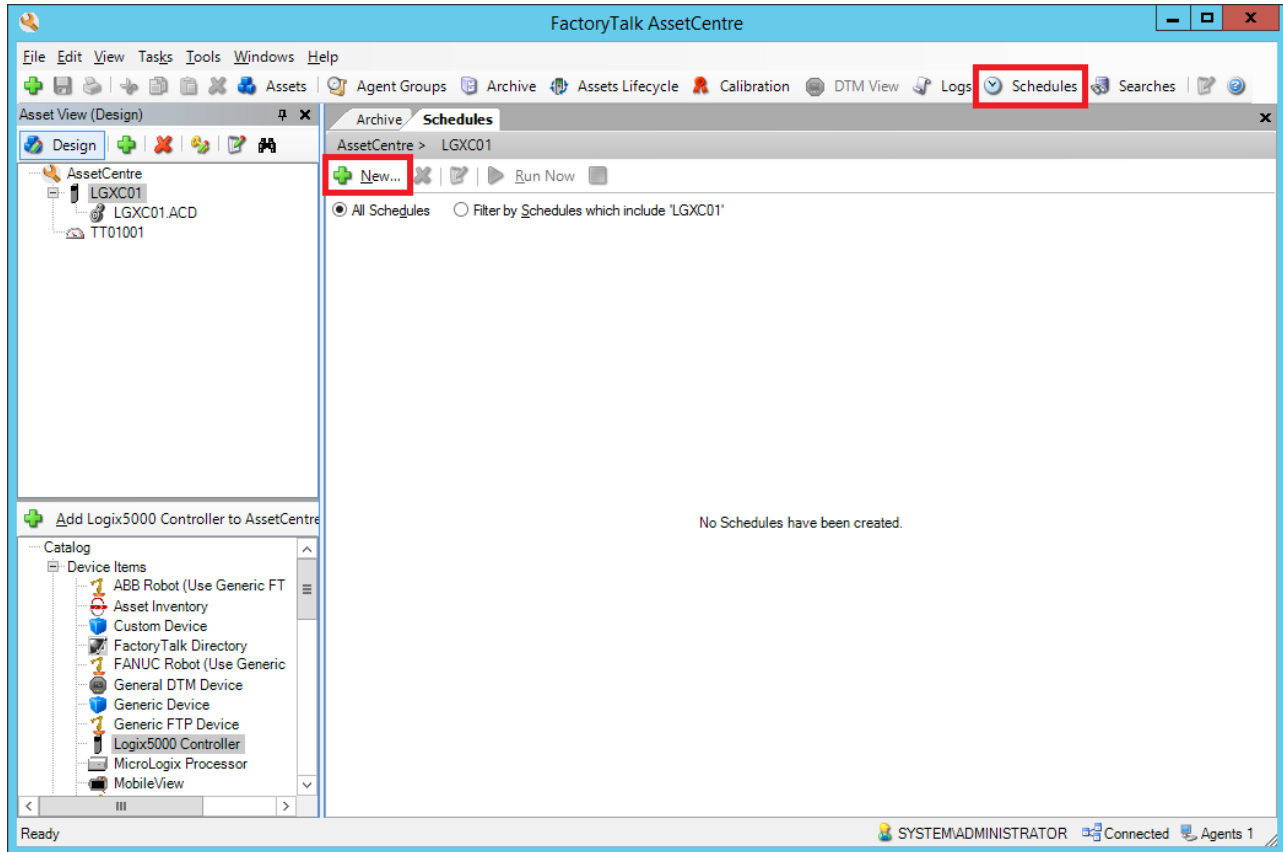 FactoryTalk AssetCentre
File Edit View Tasks Tools Windows Help
Assets Agent Groups Archive Assets Lifecycle Calibration DTM View Logs Schedules Searches
Asset View (Design)
Design
AssetCentre
LGXC01
LGXC01.ACD
TT01001
Archive Schedules
AssetCentre > LGXC01
New... Run Now
All Schedules Filter by Schedules which include 'LGXC01'
No Schedules have been created.
Add Logix5000 Controller to AssetCentre
Catalog
Device Items
ABB Robot (Use Generic FT
Asset Inventory
Custom Device
FactoryTalk Directory
FANUC Robot (Use Generic
General DTM Device
Generic Device
Generic FTP Device
Logix5000 Controller
MicroLogix Processor
MobileView
Ready SYSTEM\ADMINISTRATOR Connected Agents 1